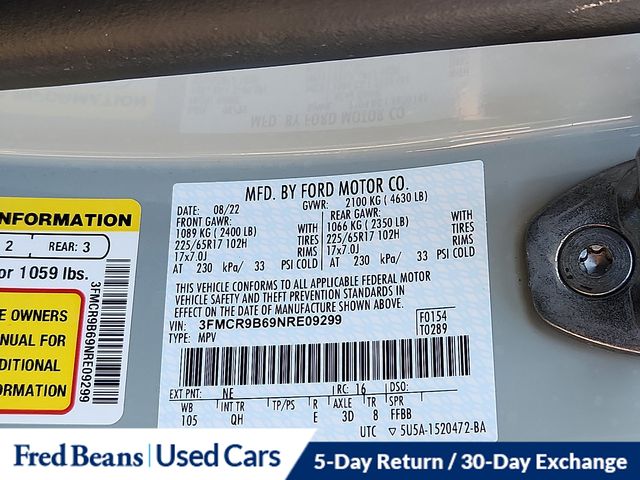 MFD. BY FORD MOTOR CO.
DATE: 08/22 GVWR: 2100 KG ( 4630 LB)
FRONT GAWR: REAR GAWR:
1089 KG ( 2400 LB) WITH 1066 KG ( 2350 LB) WITH
225/65R17 102H TIRES 225/65R17 102H TIRES
17x7.0J RIMS 17x7.0J RIMS
AT 230 kPa/ 33 PSI COLD AT 230 kPa/ 33 PSI COLD
THIS VEHICLE CONFORMS TO ALL APPLICABLE FEDERAL MOTOR
VEHICLE SAFETY AND THEFT PREVENTION STANDARDS IN
EFFECT ON THE DATE OF MANUFACTURE SHOWN ABOVE.
VIN: 3FMCR9B69NRE09299 F0154
TYPE: MPV T0289
EXT PNT: NE RC: 16 DSO:
WB INT TR TP/PS R AXLE TR SPR
105 QH E 3D 8 FFBB
UTC ▽5U5A-1520472-BA
INFORMATION
2 REAR: 3
or 1059 lbs.
E OWNERS
NUAL FOR
DITIONAL
ORMATION
3FMCR9B69NRE09299
MFD. BY FORD MOTOR CO.
Fred Beans | Used Cars
5-Day Return / 30-Day Exchange